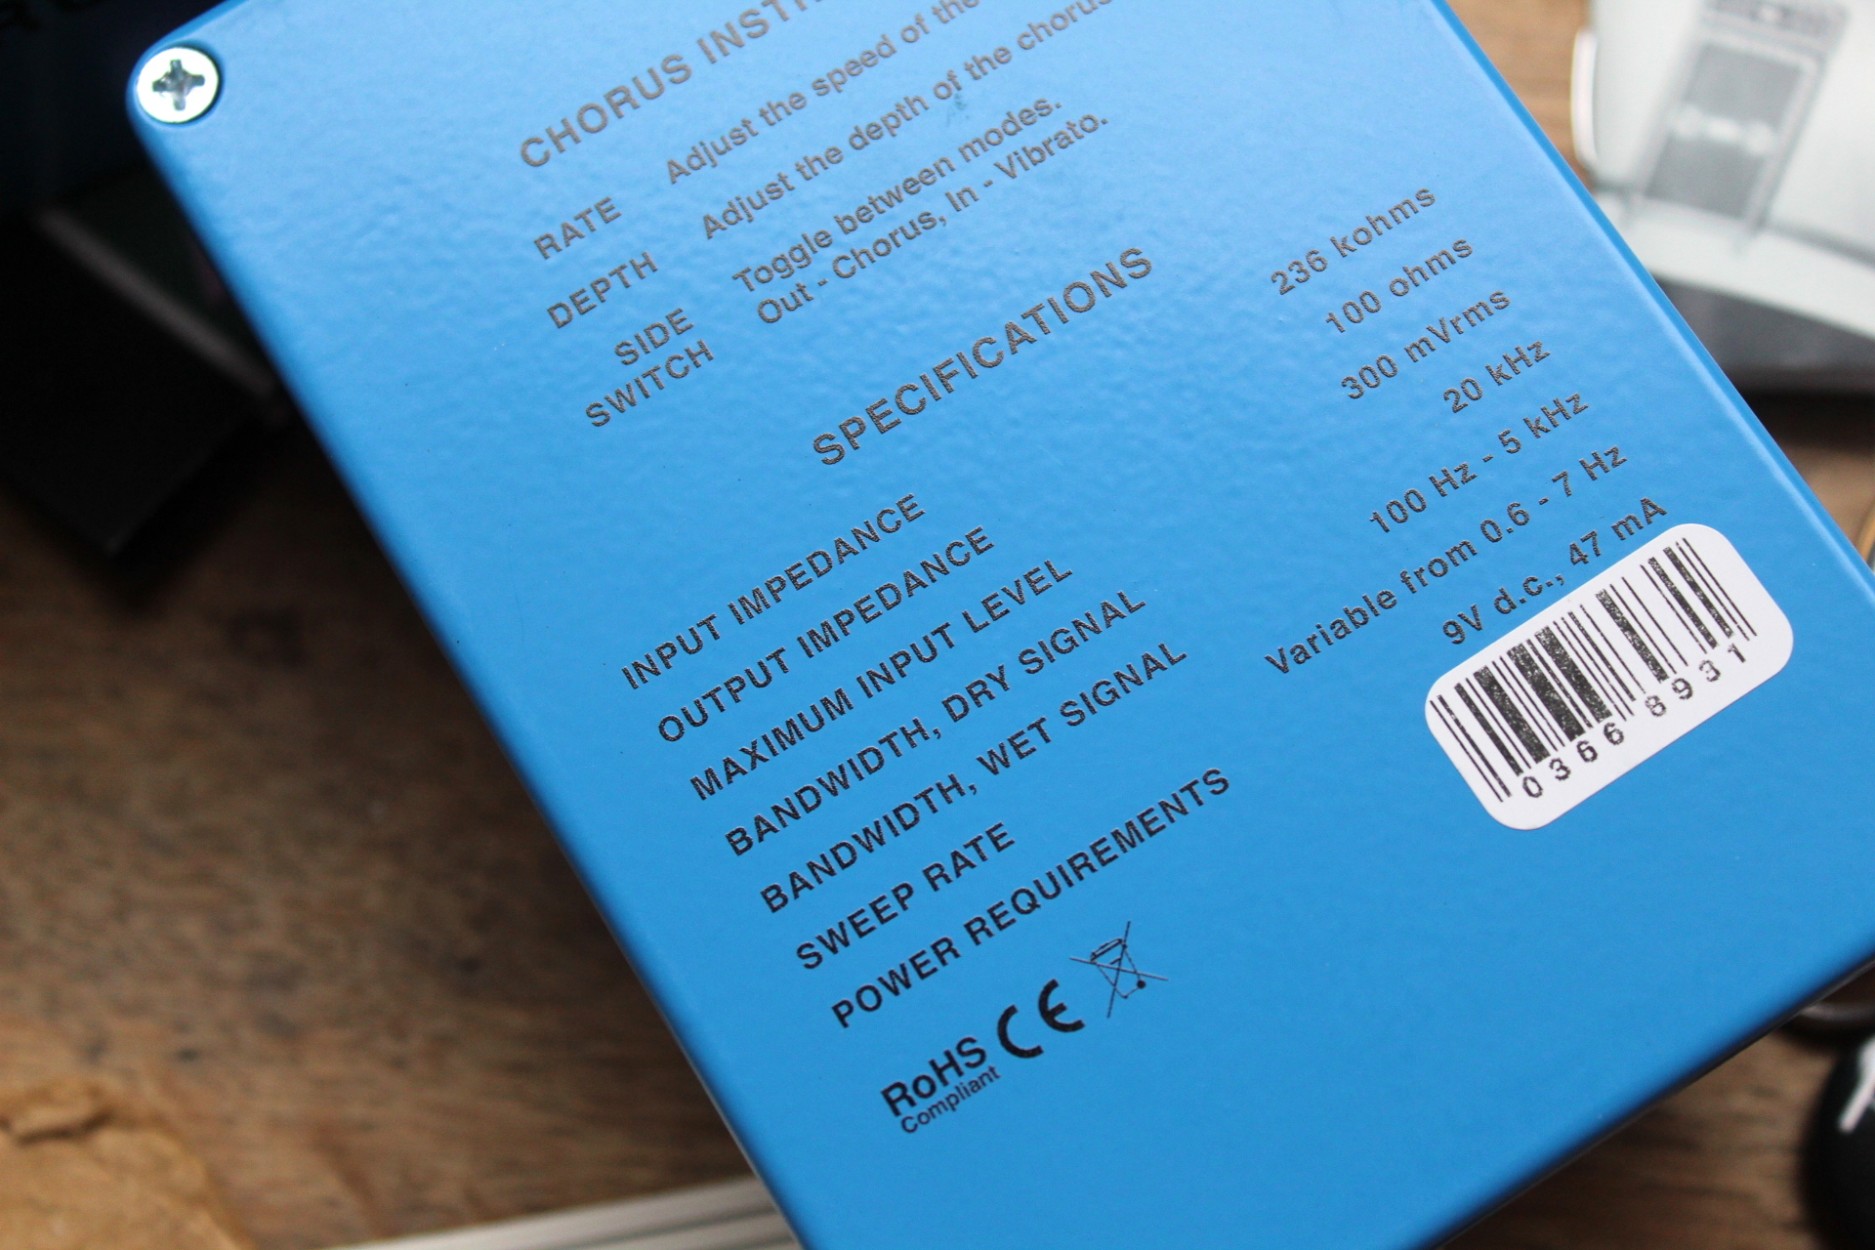 CHORUS
RATE Adjust the speed of the
DEPTH Adjust the depth of the chorus
SIDE SWITCH Toggle between modes.
Out - Chorus, In - Vibrato.
SPECIFICATIONS
INPUT IMPEDANCE 236 kohms
OUTPUT IMPEDANCE 100 ohms
MAXIMUM INPUT LEVEL 300 mVrms
BANDWIDTH, DRY SIGNAL 20 kHz
BANDWIDTH, WET SIGNAL 100 Hz - 5 kHz
SWEEP RATE Variable from 0.6 - 7 Hz
POWER REQUIREMENTS 9V d.c., 47 mA
03668931
RoHS CE
Compliant